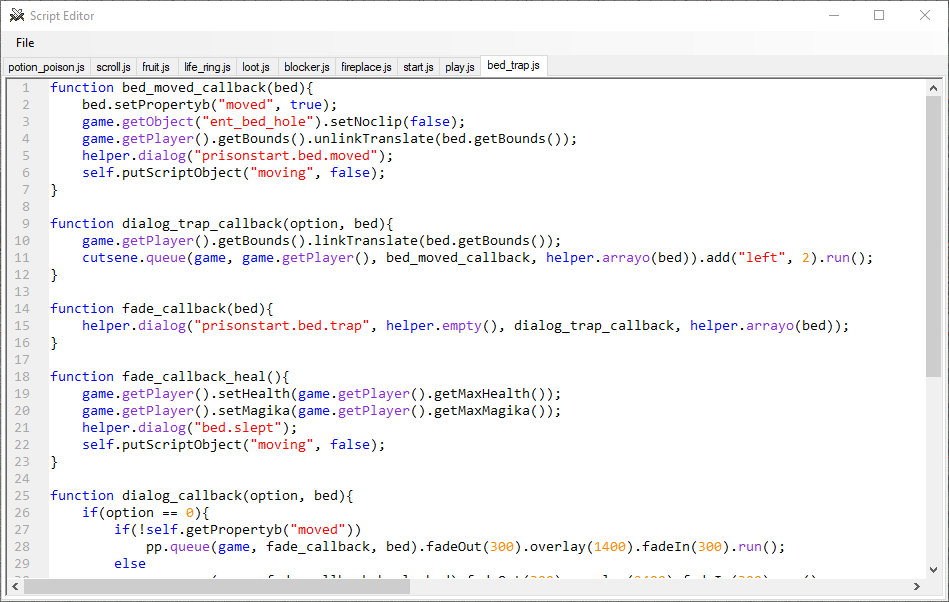 Script Editor
File
potion_poison.js scroll.js fruit.js life_ring.js loot.js blocker.js fireplace.js start.js play.js bed_trap.js
1 function bed_moved_callback(bed){
2 bed.setPropertyb("moved", true);
3 game.getObject("ent_bed_hole").setNoclip(false);
4 game.getPlayer().getBounds().unlinkTranslate(bed.getBounds());
5 helper.dialog("prisonstart.bed.moved");
6 self.putScriptObject("moving", false);
7 }
8
9 function dialog_trap_callback(option, bed){
10 game.getPlayer().getBounds().linkTranslate(bed.getBounds());
11 cutsene.queue(game, game.getPlayer(), bed_moved_callback, helper.arrayo(bed)).add("left", 2).run();
12 }
13
14 function fade_callback(bed){
15 helper.dialog("prisonstart.bed.trap", helper.empty(), dialog_trap_callback, helper.arrayo(bed));
16 }
17
18 function fade_callback_heal(){
19 game.getPlayer().setHealth(game.getPlayer().getMaxHealth());
20 game.getPlayer().setMagika(game.getPlayer().getMaxMagika());
21 helper.dialog("bed.slept");
22 self.putScriptObject("moving", false);
23 }
24
25 function dialog_callback(option, bed){
26 if(option == 0){
27 if(!self.getPropertyb("moved"))
28 pp.queue(game, fade_callback, bed).fadeOut(300).overlay(1400).fadeIn(300).run();
29 else